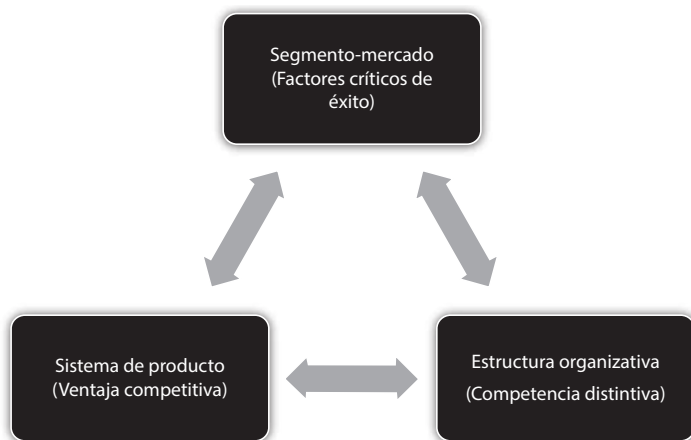 Segmento-mercado
(Factores críticos de
éxito)
Sistema de producto
(Ventaja competitiva)
Estructura organizativa
(Competencia distintiva)